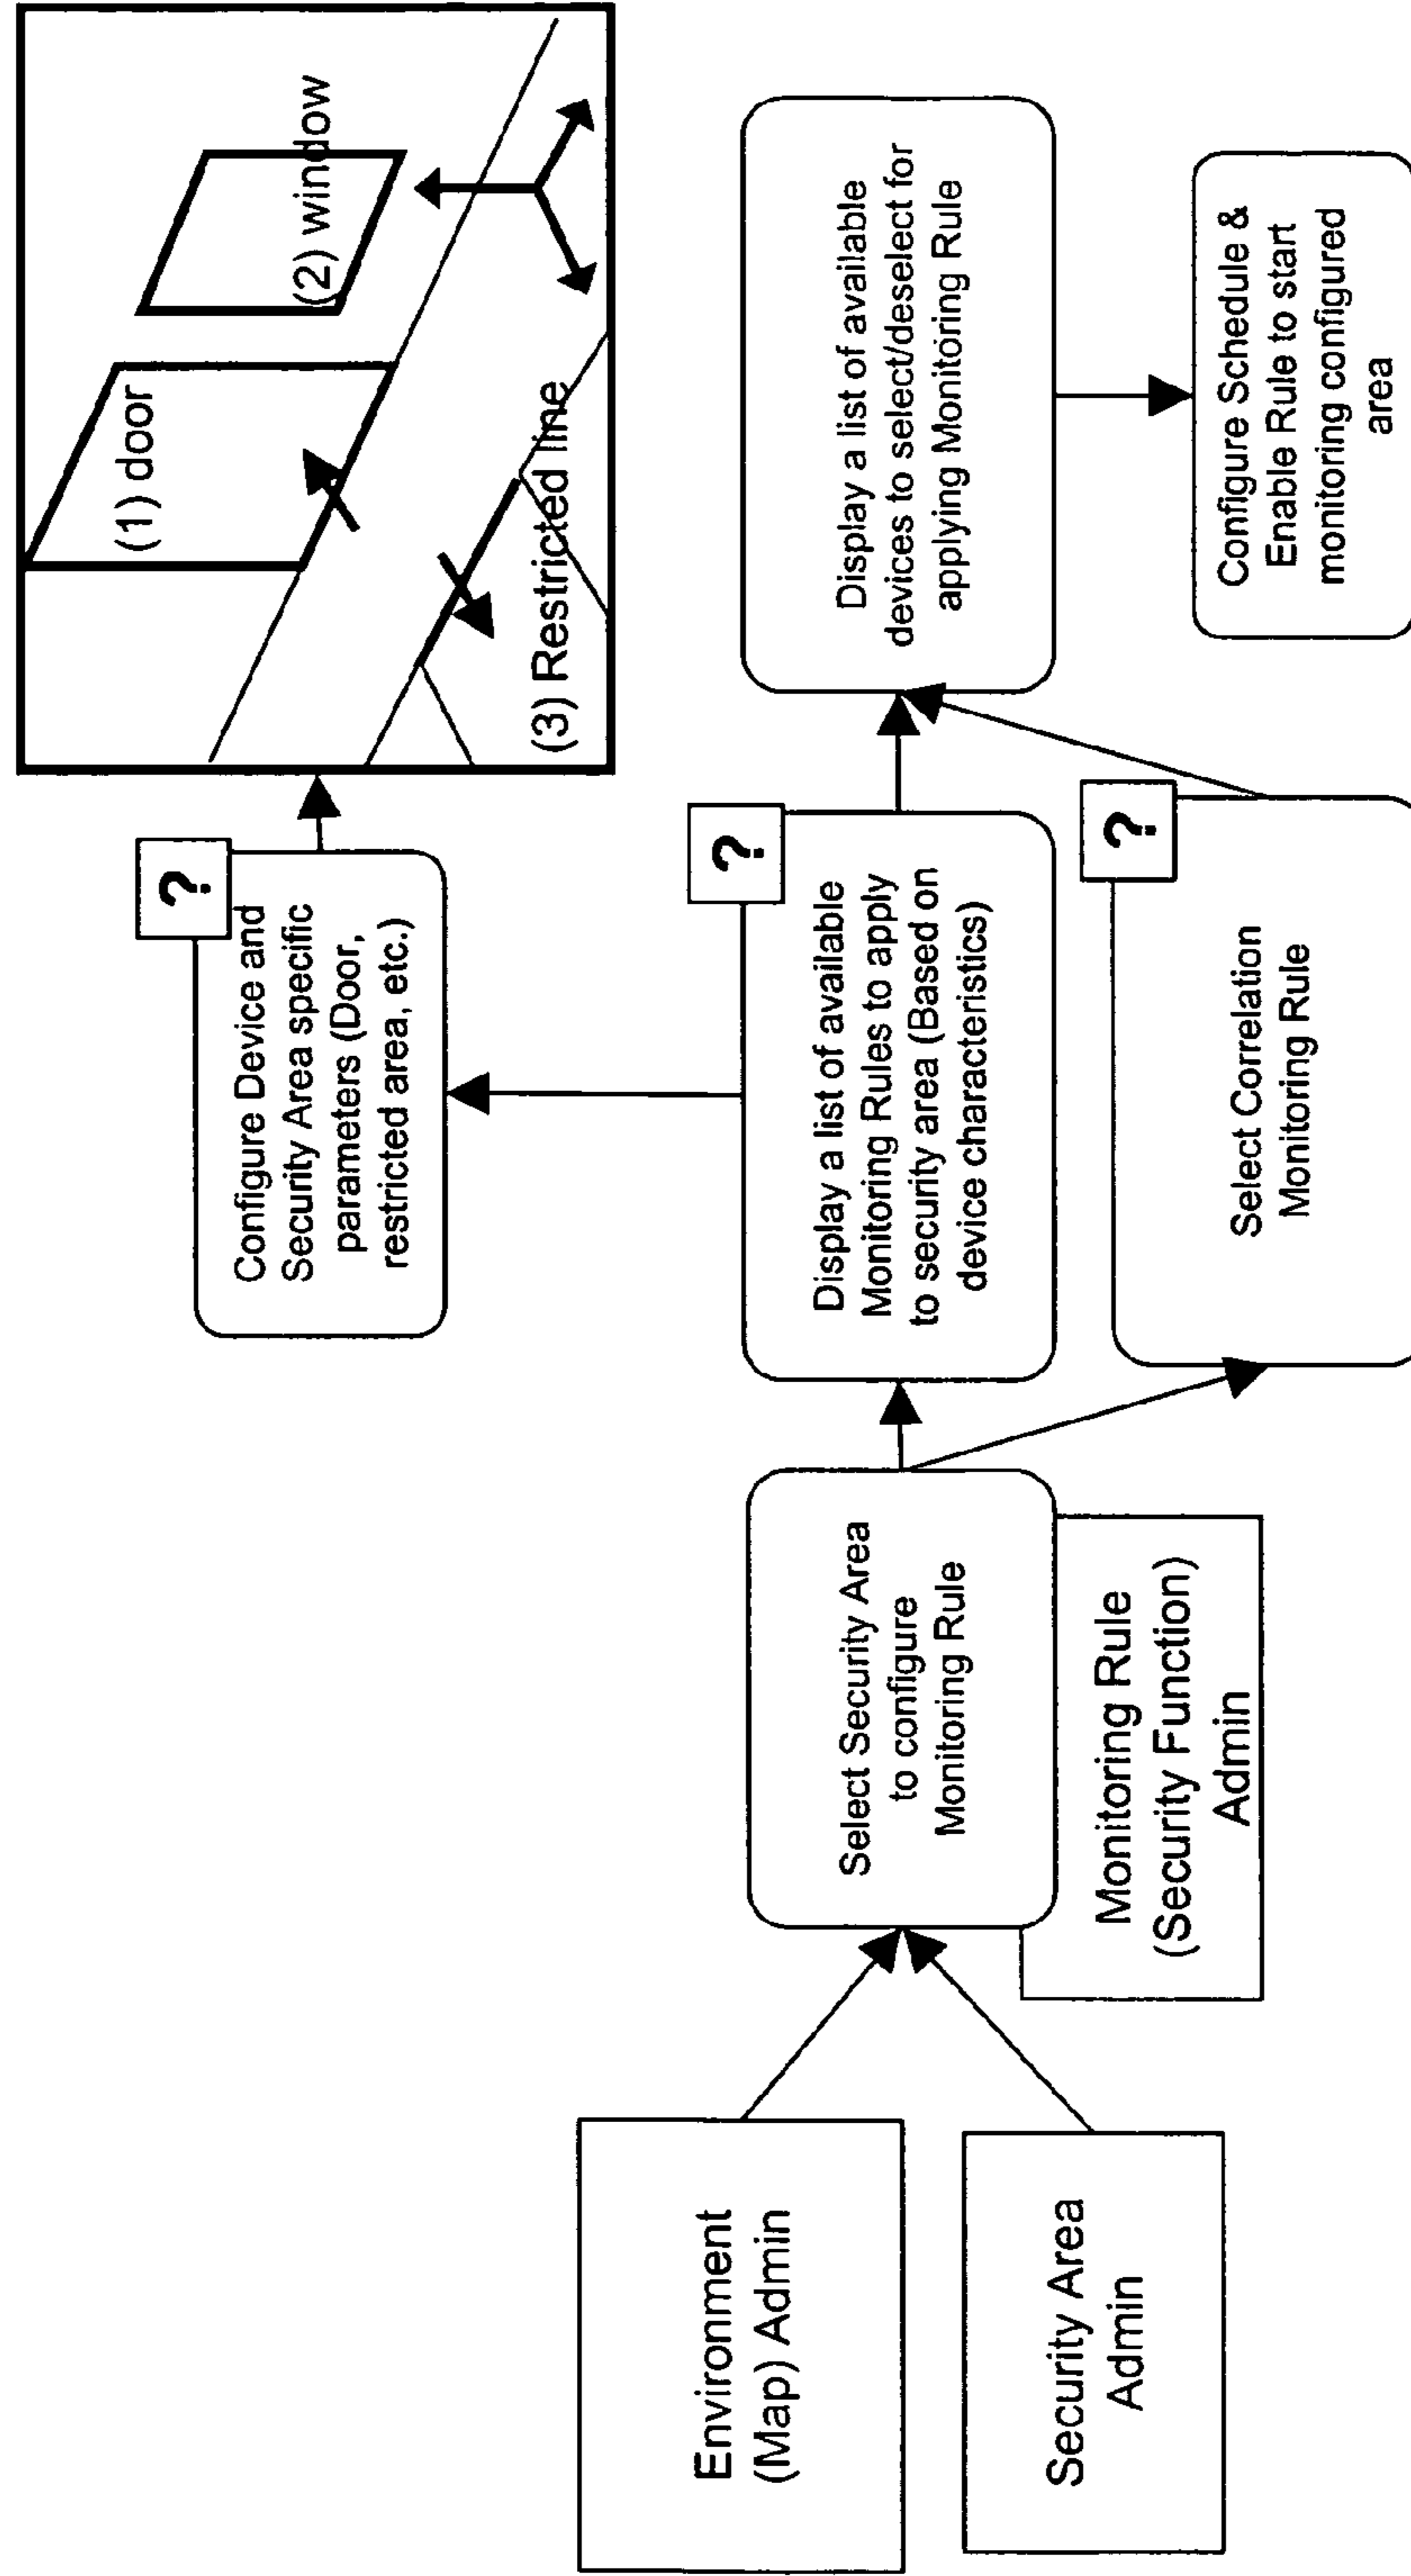 Environment
(Map) Admin
Security Area
Admin
Select Security Area
to configure
Monitoring Rule
Monitoring Rule
(Security Function)
Admin
?
Configure Device and
Security Area specific
parameters (Door,
restricted area, etc.)
?
Display a list of available
Monitoring Rules to apply
to security area (Based on
device characteristics)
?
Select Correlation
Monitoring Rule
(1) door
(2) window
(3) Restricted line
Display a list of available
devices to select/deselect for
applying Monitoring Rule
Configure Schedule &
Enable Rule to start
monitoring configured
area